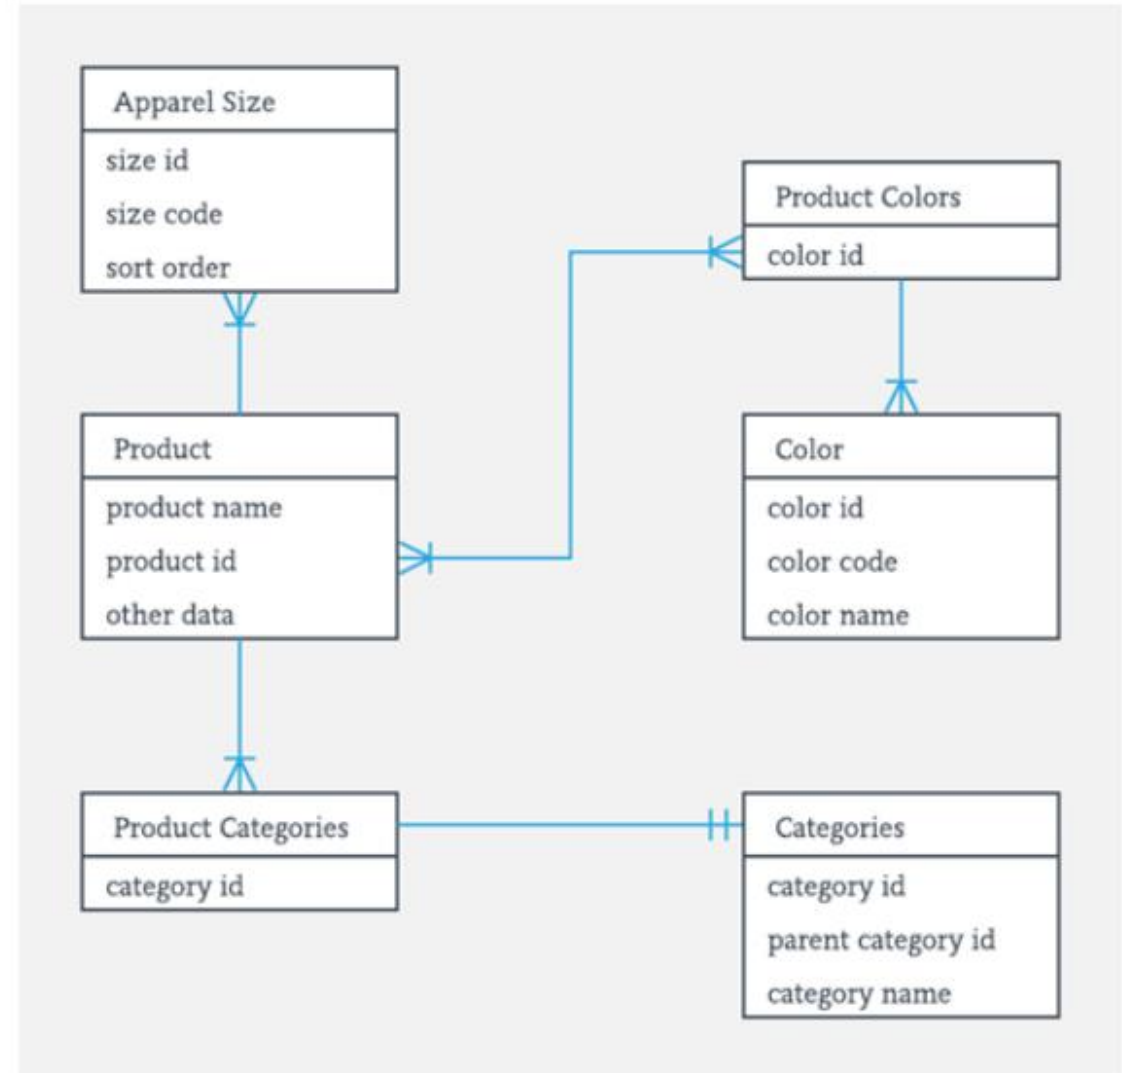 Apparel Size
size id
size code
sort order
Product Colors
color id
Product
product name
product id
other data
Color
color id
color code
color name
Product Categories
category id
Categories
category id
parent category id
category name